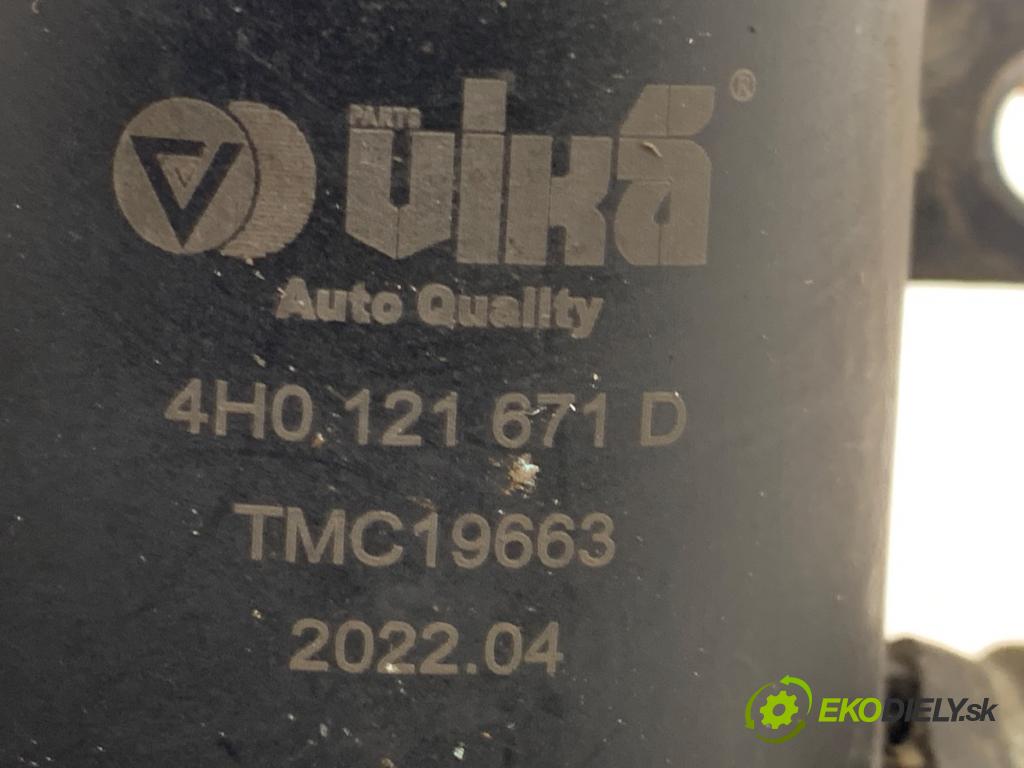 PARTS
vika®
Auto Quality
4H0 121 671 D
TMC19663
2022.04
EKODIELY.sk